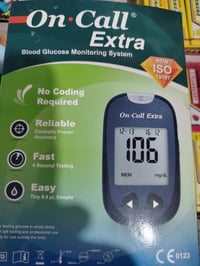 On·Call®
Extra
Blood Glucose Monitoring System
NEW
ISO
15197
No Coding
Required
Reliable
Clinically Proven
Accuracy
Fast
4 Second Testing
Easy
Tiny 0.4 µL Sample
On·Call Extra
12-13 16:12
106
MEM mg/dL
CE 0123